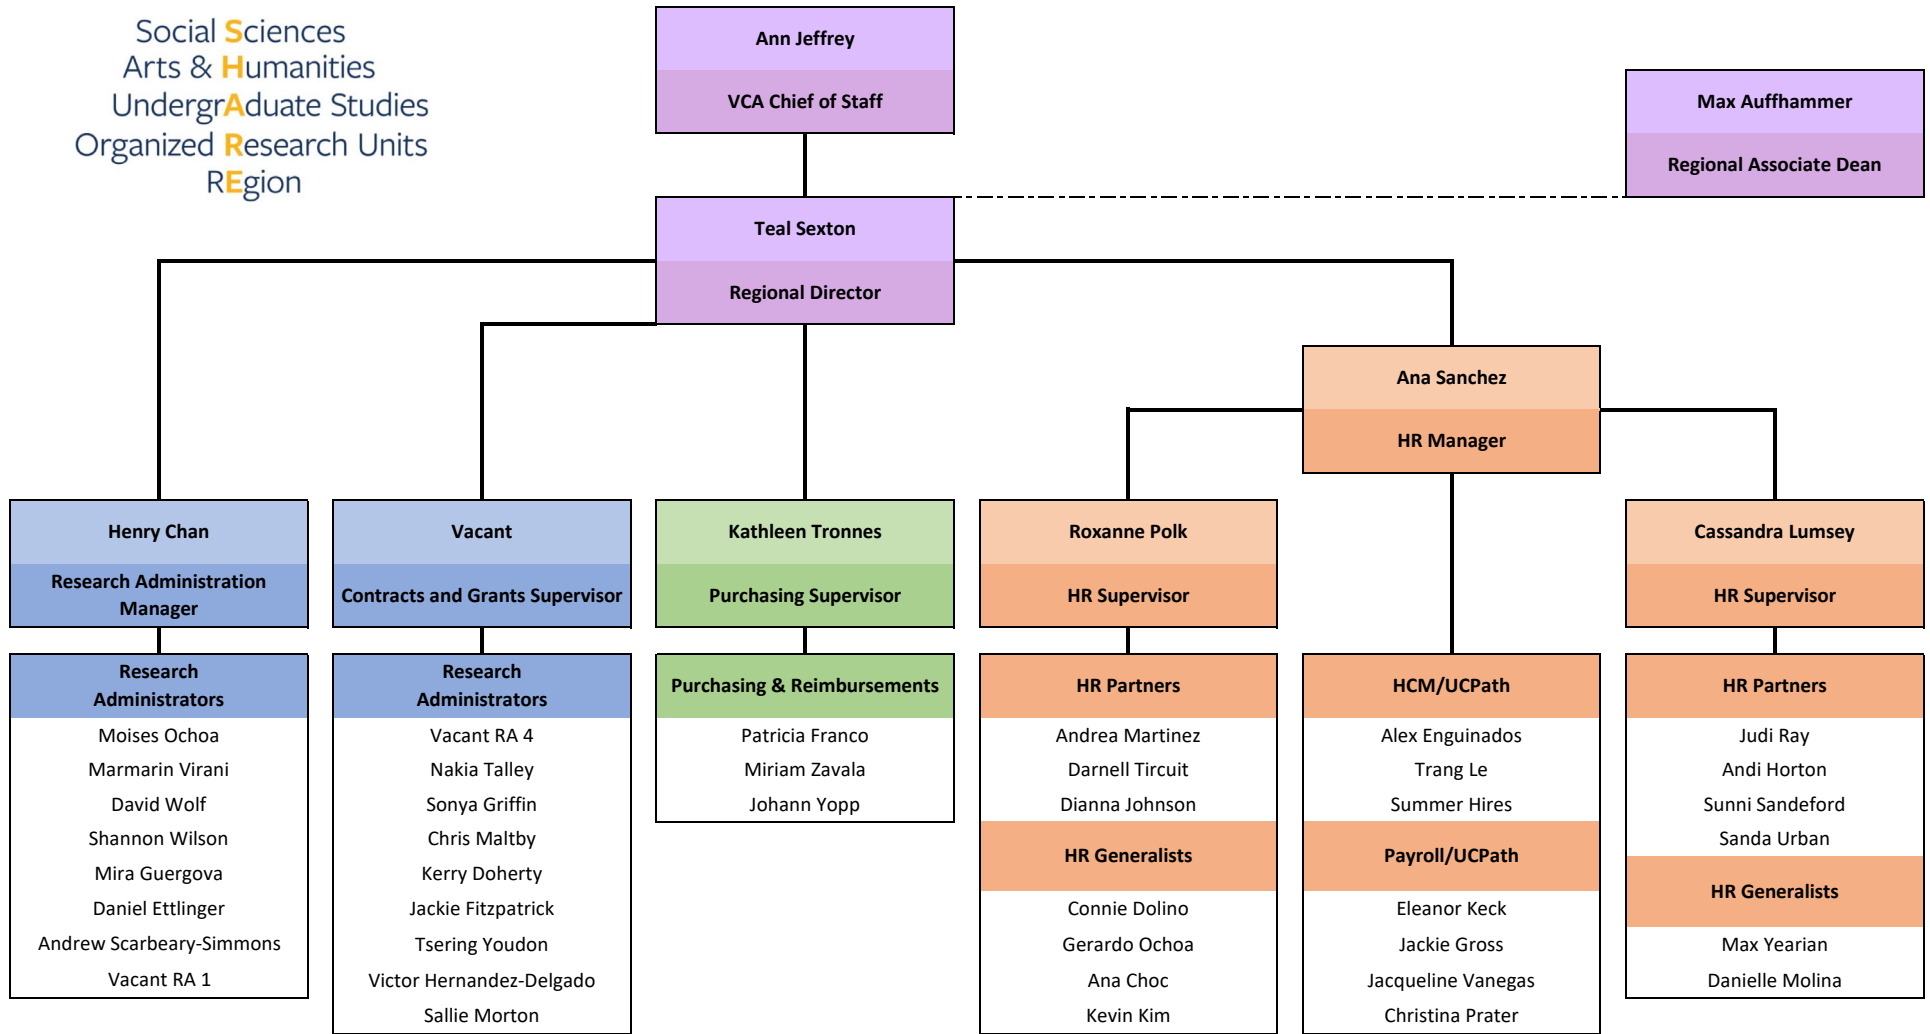 Social Sciences
Arts & Humanities
UndergrAduate Studies
Organized Research Units
REgion
Ann Jeffrey
VCA Chief of Staff
Max Auffhammer
Regional Associate Dean
Teal Sexton
Regional Director
Ana Sanchez
HR Manager
Henry Chan
Research Administration
Manager
Research
Administrators
Moises Ochoa
Marmarin Virani
David Wolf
Shannon Wilson
Mira Guergova
Daniel Ettlinger
Andrew Scarbeary-Simmons
Vacant RA 1
Vacant
Contracts and Grants Supervisor
Research
Administrators
Vacant RA 4
Nakia Talley
Sonya Griffin
Chris Maltby
Kerry Doherty
Jackie Fitzpatrick
Tsering Youdon
Victor Hernandez-Delgado
Sallie Morton
Kathleen Tronnes
Purchasing Supervisor
Purchasing & Reimbursements
Patricia Franco
Miriam Zavala
Johann Yopp
Roxanne Polk
HR Supervisor
HR Partners
Andrea Martinez
Darnell Tircuit
Dianna Johnson
HR Generalists
Connie Dolino
Gerardo Ochoa
Ana Choc
Kevin Kim
HCM/UCPath
Alex Enguinados
Trang Le
Summer Hires
Payroll/UCPath
Eleanor Keck
Jackie Gross
Jacqueline Vanegas
Christina Prater
Cassandra Lumsey
HR Supervisor
HR Partners
Judi Ray
Andi Horton
Sunni Sandeford
Sanda Urban
HR Generalists
Max Yearian
Danielle Molina